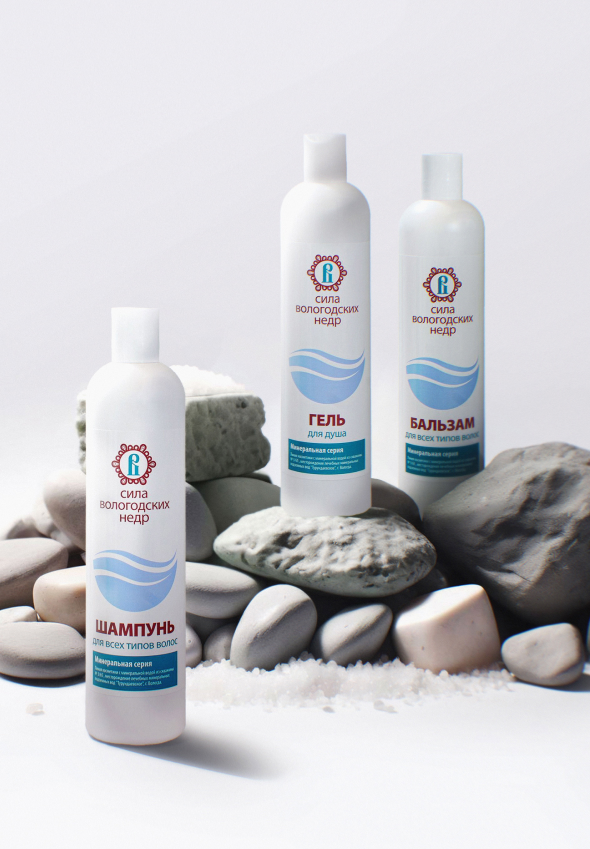 сила
вологодских
недр
ШАМПУНЬ
для всех типов волос
Минеральная серия
сила
вологодских
недр
ГЕЛЬ
для душа
Минеральная серия
сила
вологодских
недр
БАЛЬЗАМ
для всех типов волос
Минеральная серия